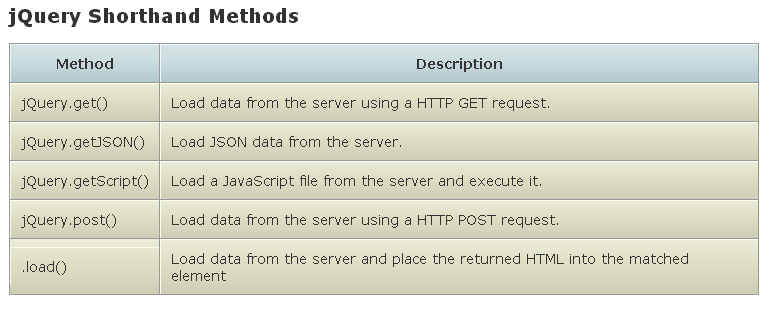 jQuery Shorthand Methods
Method Description
jQuery.get() Load data from the server using a HTTP GET request.
jQuery.getJSON() Load JSON data from the server.
jQuery.getScript() Load a JavaScript file from the server and execute it.
jQuery.post() Load data from the server using a HTTP POST request.
.load() Load data from the server and place the returned HTML into the matched
element